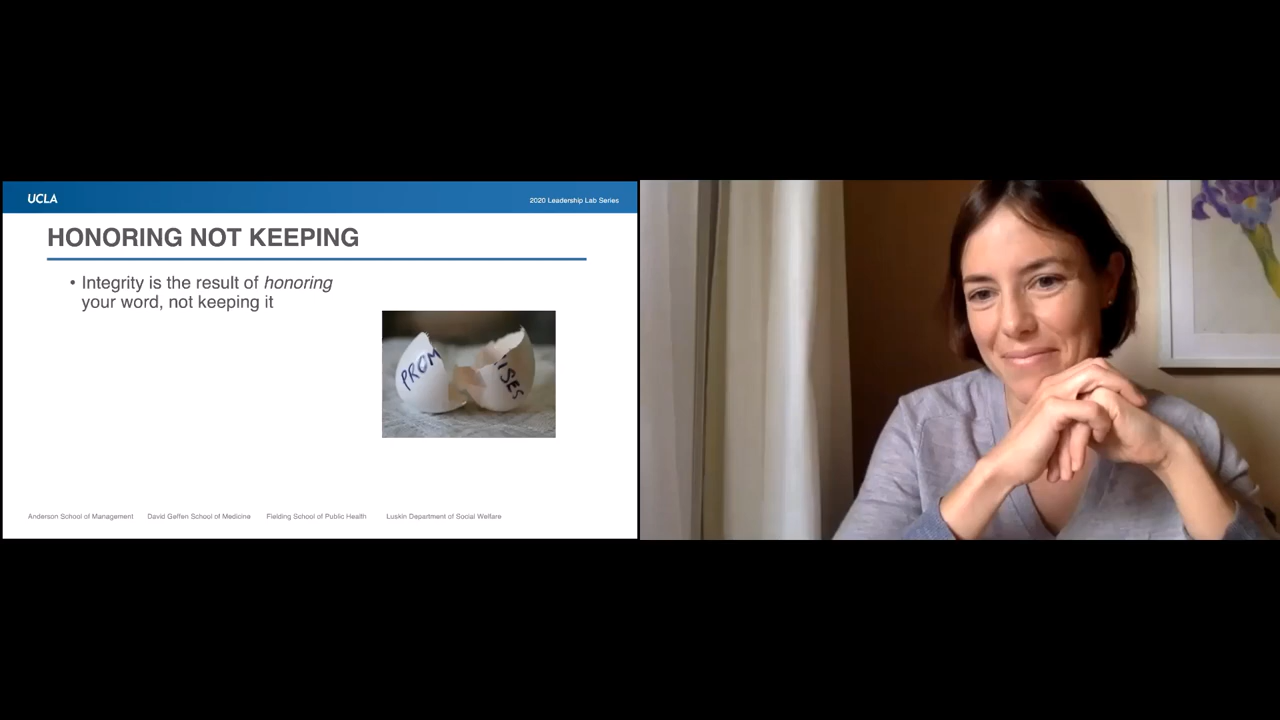 UCLA
2020 Leadership Lab Series
HONORING NOT KEEPING
• Integrity is the result of honoring
your word, not keeping it
PROM
ISES
Anderson School of Management David Geffen School of Medicine Fielding School of Public Health Luskin Department of Social Welfare